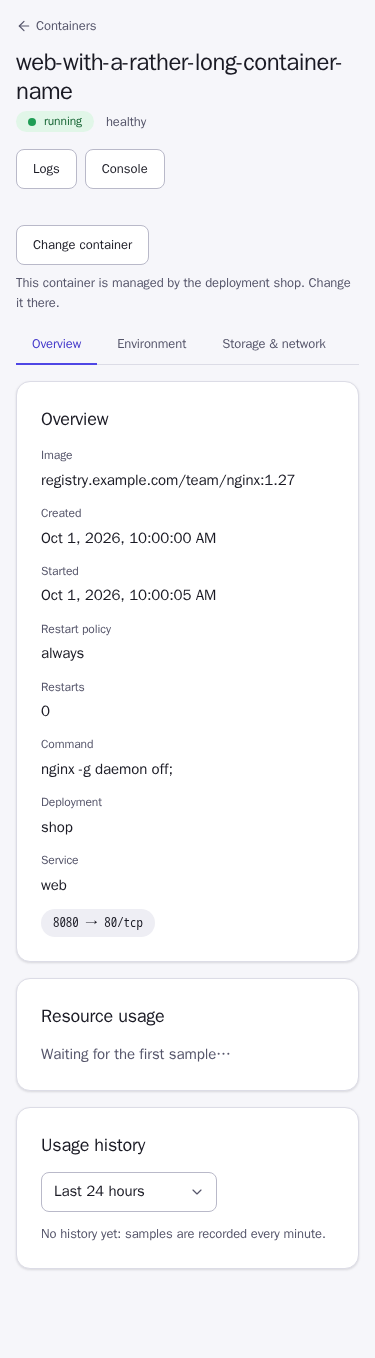 Containers
web-with-a-rather-long-container-
name
running healthy
Logs Console
Change container
This container is managed by the deployment shop. Change
it there.
Overview Environment Storage & network
Overview
Image
registry.example.com/team/nginx:1.27
Created
Oct 1, 2026, 10:00:00 AM
Started
Oct 1, 2026, 10:00:05 AM
Restart policy
always
Restarts
0
Command
nginx -g daemon off;
Deployment
shop
Service
web
8080 → 80/tcp
Resource usage
Waiting for the first sample…
Usage history
Last 24 hours
No history yet: samples are recorded every minute.